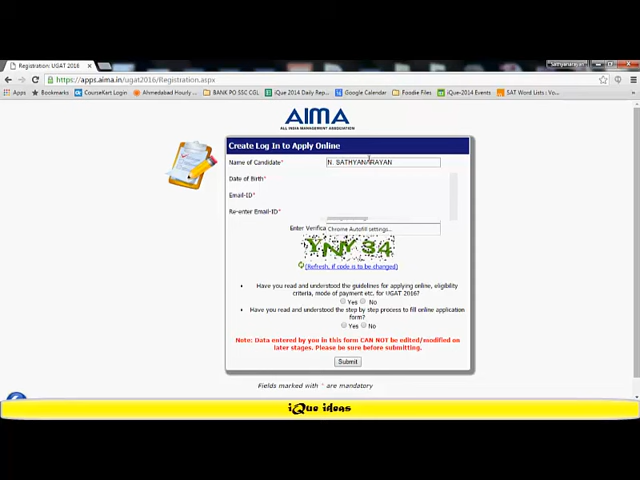 Registration: UGAT 2016
Sathyanarayan
https://apps.aima.in/ugat2016/Registration.aspx
Apps Bookmarks CourseKart Login Ahmedabad Hourly... BANK PO SSC CGL iQue 2014 Daily Rep... Google Calendar Foodie Files iQue-2014 Events SAT Word Lists - Vo...
AIMA
ALL INDIA MANAGEMENT ASSOCIATION
Create Log In to Apply Online
Name of Candidate* N. SATHYANARAYAN
Date of Birth*
Email-ID*
Re-enter Email-ID*
Enter Verifica Chrome Autofill settings...
YNY34
(Refresh, if code is to be changed)
• Have you read and understood the guidelines for applying online, eligibility
criteria, mode of payment etc. for UGAT 2016?
Yes No
• Have you read and understood the step by step process to fill online application
form?
Yes No
Note: Data entered by you in this form CAN NOT be edited/modified on
later stages. Please be sure before submitting.
Submit
Fields marked with * are mandatory
iQue ideas